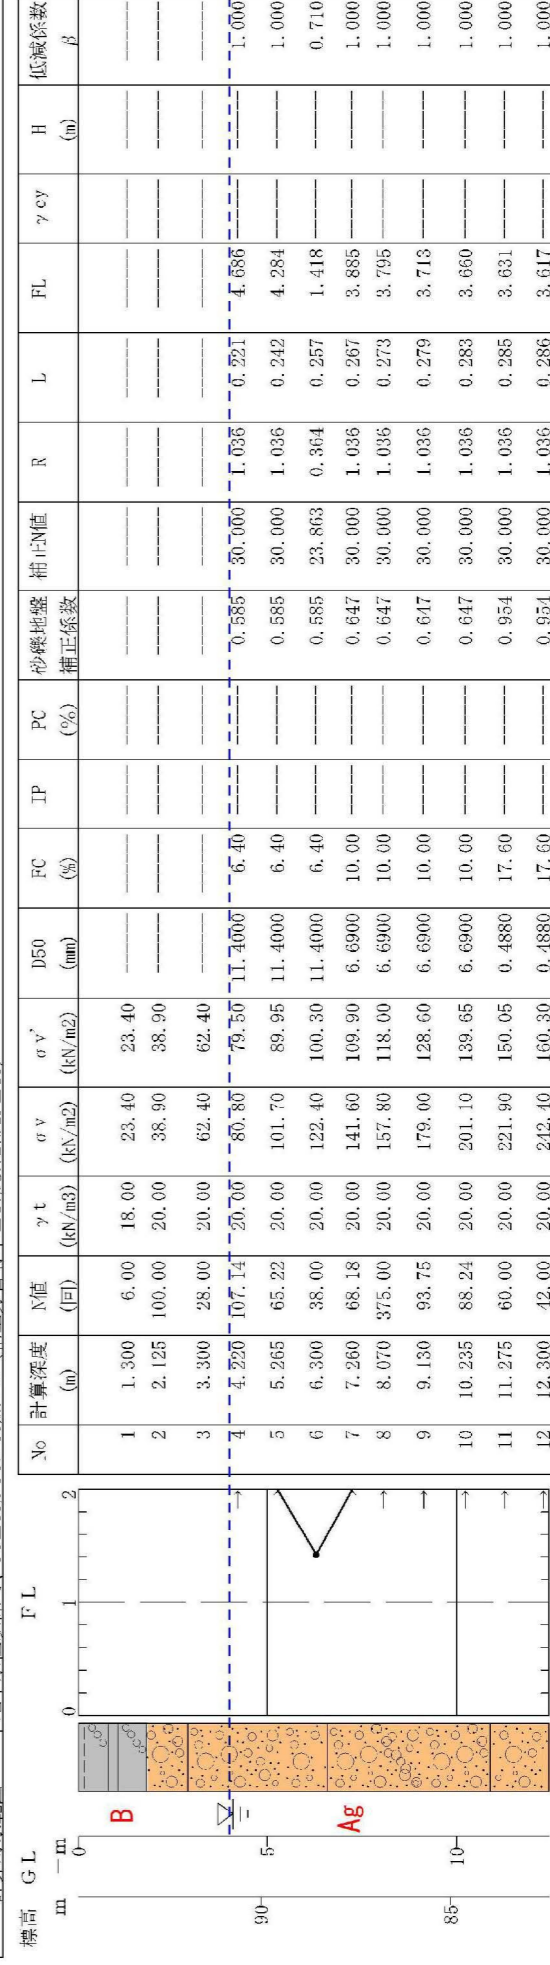 標高 GL FL No 計算深度 N値 γt σv σv' D50 FC IP PC 砂礫地盤 補正N値 R L FL γcy H 低減係数
m —m (m) (回) (kN/m3) (kN/m2) (kN/m2) (mm) (%) (%) 補正係数 (m) β
0 1 2
0
B
1 1.300 6.00 18.00 23.40 23.40 ———— ———— ———— ———— ———— ———— ———— ———— ———— ———— ———— ————
2 2.125 100.00 20.00 38.90 38.90 ———— ———— ———— ———— ———— ———— ———— ———— ———— ———— ———— ————
3 3.300 28.00 20.00 62.40 62.40 ———— ———— ———— ———— ———— ———— ———— ———— ———— ———— ———— ————
4 4.220 107.14 20.00 80.80 79.50 11.4000 6.40 ———— ———— 0.585 30.000 1.036 0.221 4.686 ———— ———— 1.000
90 5
5 5.265 65.22 20.00 101.70 89.95 11.4000 6.40 ———— ———— 0.585 30.000 1.036 0.242 4.284 ———— ———— 1.000
6 6.300 38.00 20.00 122.40 100.30 11.4000 6.40 ———— ———— 0.585 23.863 0.364 0.257 1.418 ———— ———— 0.710
Ag
7 7.260 68.18 20.00 141.60 109.90 6.6900 10.00 ———— ———— 0.647 30.000 1.036 0.267 3.885 ———— ———— 1.000
8 8.070 375.00 20.00 157.80 118.00 6.6900 10.00 ———— ———— 0.647 30.000 1.036 0.273 3.795 ———— ———— 1.000
9 9.130 93.75 20.00 179.00 128.60 6.6900 10.00 ———— ———— 0.647 30.000 1.036 0.279 3.713 ———— ———— 1.000
85 10
10 10.235 88.24 20.00 201.10 139.65 6.6900 10.00 ———— ———— 0.647 30.000 1.036 0.283 3.660 ———— ———— 1.000
11 11.275 60.00 20.00 221.90 150.05 0.4880 17.60 ———— ———— 0.954 30.000 1.036 0.285 3.631 ———— ———— 1.000
12 12.300 42.00 20.00 242.40 160.30 0.4880 17.60 ———— ———— 0.954 30.000 1.036 0.286 3.617 ———— ———— 1.000